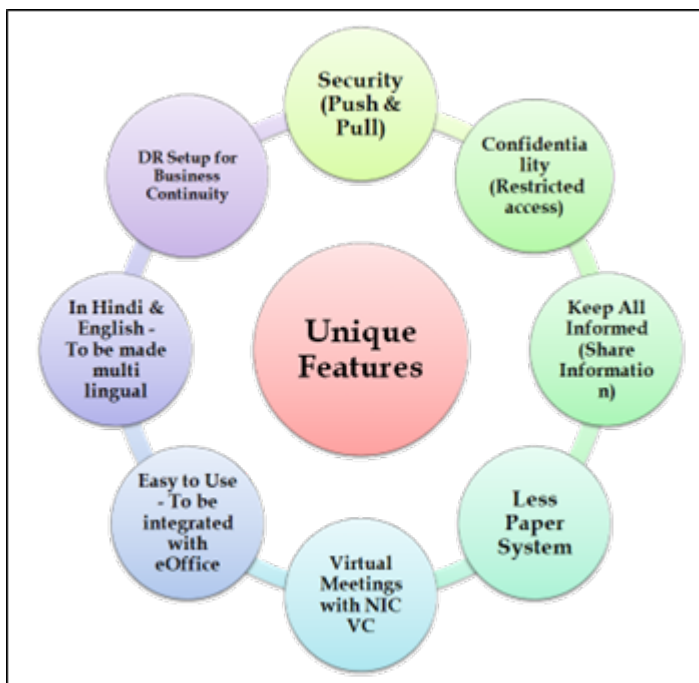 Security
(Push &
Pull)
Confidentia
lity
(Restricted
access)
Keep All
Informed
(Share
Informatio
n)
Less
Paper
System
Virtual
Meetings
with NIC
VC
Easy to Use
- To be
integrated
with
eOffice
In Hindi &
English -
To be made
multi
lingual
DR Setup for
Business
Continuity
Unique
Features